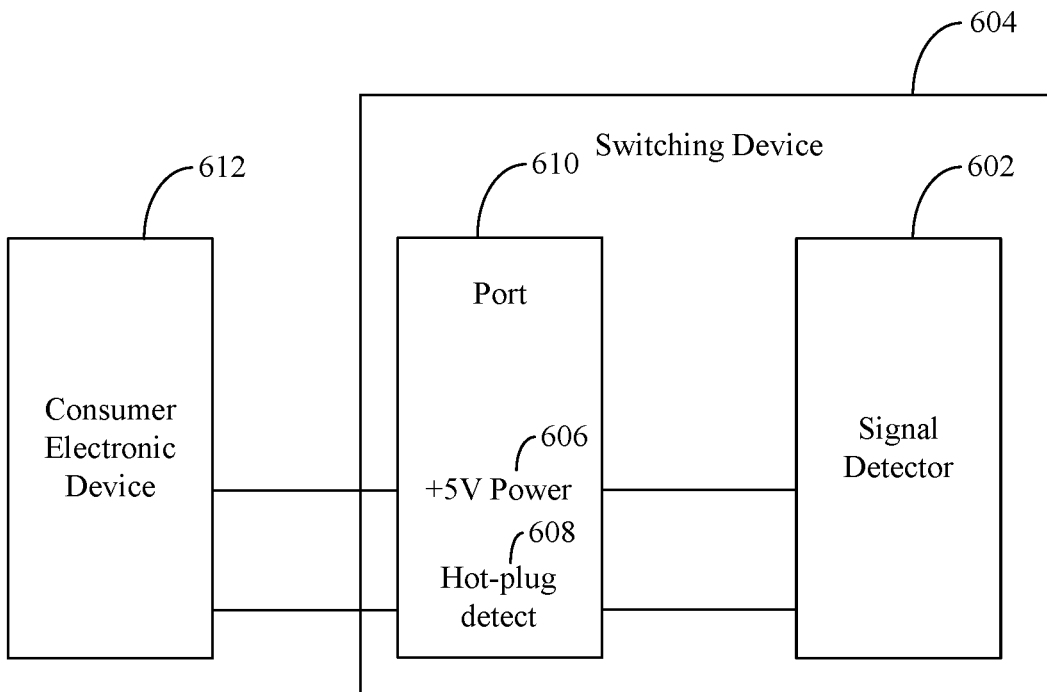 604
Switching Device
612
610
602
Port
Consumer
Electronic
Device
Signal
Detector
606
+5V Power
608
Hot-plug
detect